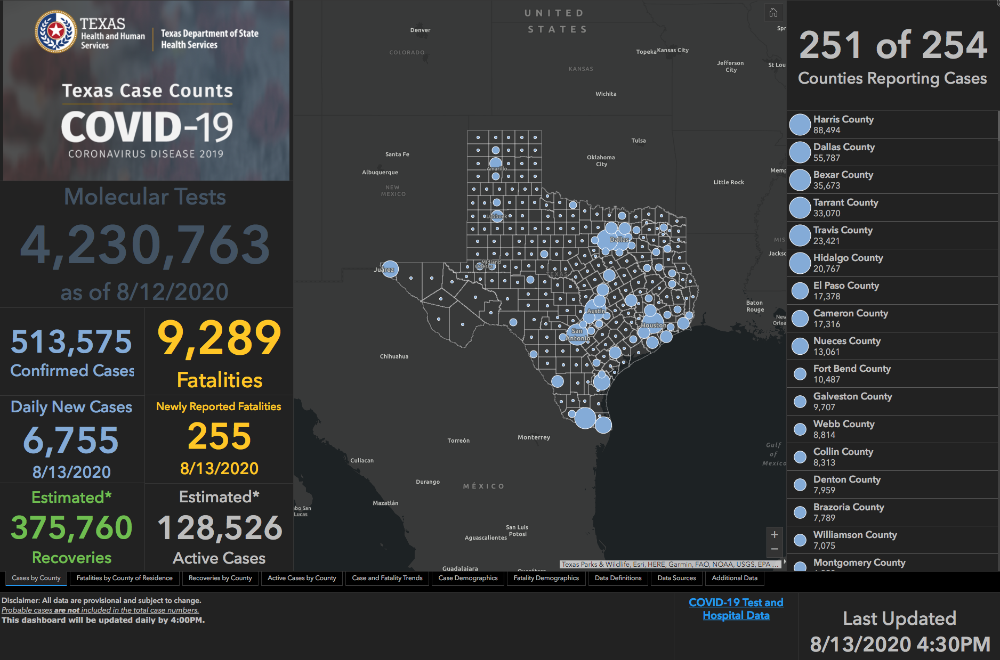 TEXAS
Health and Human
Services
Texas Department of State
Health Services
Texas Case Counts
COVID-19
CORONAVIRUS DISEASE 2019
Molecular Tests
4,230,763
as of 8/12/2020
513,575
Confirmed Cases
9,289
Fatalities
Daily New Cases
6,755
8/13/2020
Newly Reported Fatalities
255
8/13/2020
Estimated*
375,760
Recoveries
Estimated*
128,526
Active Cases
UNITED
STATES
Denver
COLORADO
Topeka
Kansas City
KANSAS
Jefferson
City
St Lou
Spr
Wichita
Tulsa
Santa Fe
Oklahoma
City
Albuquerque
Amarillo
Memp
Little Rock
NEW
MEXICO
Lubbock
Dallas
MIS
Jackso
Midland
Odessa
Juárez
TEXAS
Austin
Baton
Rouge
New
Orlea
Houston
San
Antonio
Chihuahua
Torreón
Monterrey
Culiacan
Gulf
of
Mexico
Durango
MÉXICO
Mazatlán
abo San
Lucas
San Luis
Potosi
Aguascalientes
Guadalajara
Querétaro
+
−
Texas Parks & Wildlife, Esri, HERE, Garmin, FAO, NOAA, USGS, EPA ...
251 of 254
Counties Reporting Cases
Harris County
88,494
Dallas County
55,787
Bexar County
35,673
Tarrant County
33,070
Travis County
23,421
Hidalgo County
20,767
El Paso County
17,378
Cameron County
17,316
Nueces County
13,061
Fort Bend County
10,487
Galveston County
9,707
Webb County
8,814
Collin County
8,313
Denton County
7,959
Brazoria County
7,789
Williamson County
7,075
Montgomery County
Cases by County
Fatalities by County of Residence
Recoveries by County
Active Cases by County
Case and Fatality Trends
Case Demographics
Fatality Demographics
Data Definitions
Data Sources
Additional Data
Disclaimer: All data are provisional and subject to change.
Probable cases are not included in the total case numbers.
This dashboard will be updated daily by 4:00PM.
COVID-19 Test and
Hospital Data
Last Updated
8/13/2020 4:30PM